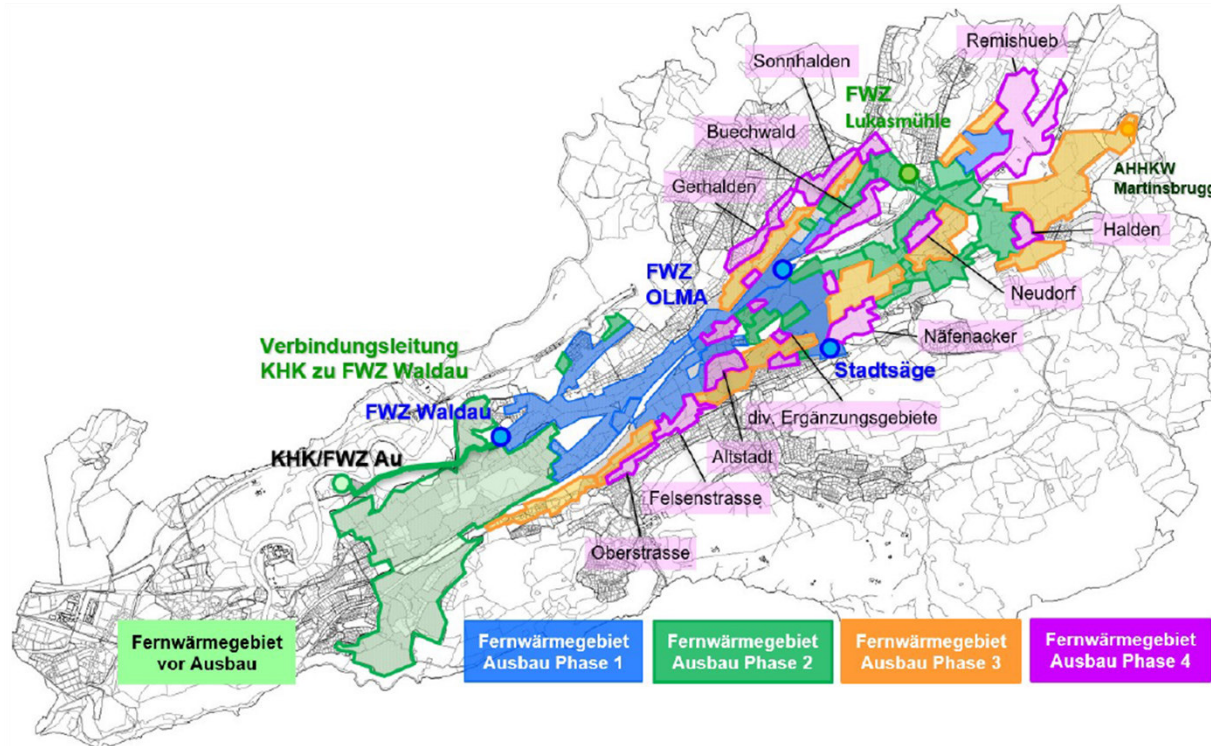 Remishueb
Sonnhalden
FWZ
Lukasmühle
Buechwald
Gerhalden
AHHKW
Martinsbrugg
Halden
FWZ
OLMA
Neudorf
Näfenacker
Verbindungsleitung
KHK zu FWZ Waldau
Stadtsäge
FWZ Waldau
div. Ergänzungsgebiete
KHK/FWZ Au
Altstadt
Felsenstrasse
Oberstrasse
Fernwärmegebiet
vor Ausbau
Fernwärmegebiet
Ausbau Phase 1
Fernwärmegebiet
Ausbau Phase 2
Fernwärmegebiet
Ausbau Phase 3
Fernwärmegebiet
Ausbau Phase 4